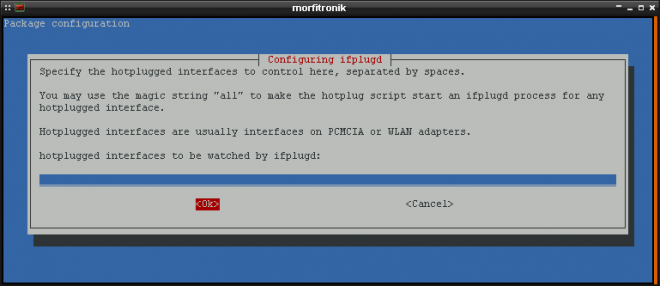 morfitronik
Package configuration
Configuring ifplugd
Specify the hotplugged interfaces to control here, separated by spaces.
You may use the magic string "all" to make the hotplug script start an ifplugd process for any
hotplugged interface.
Hotplugged interfaces are usually interfaces on PCMCIA or WLAN adapters.
hotplugged interfaces to be watched by ifplugd:
<Ok> <Cancel>